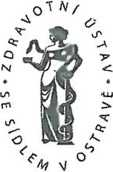 ZDRAVOTNÍ ÚSTAV
SE SÍDLEM V OSTRAVĚ